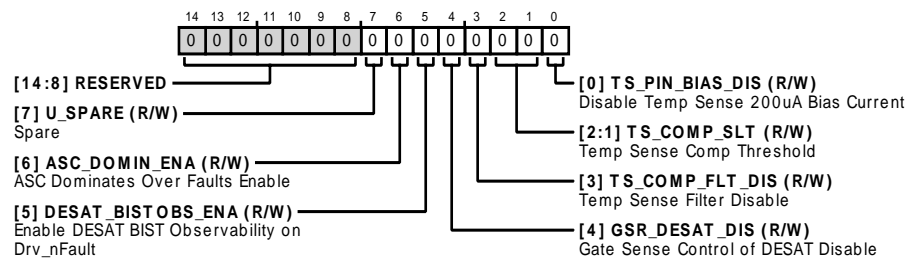 14 13 12 11 10 9 8 7 6 5 4 3 2 1 0
0 0 0 0 0 0 0 0 0 0 0 0 0 0 0
[14:8] RESERVED
[7] U_SPARE (R/W)
Spare
[6] ASC_DOMIN_ENA (R/W)
ASC Dominates Over Faults Enable
[5] DESAT_BISTOBS_ENA (R/W)
Enable DESAT BIST Observability on
Drv_nFault
[0] TS_PIN_BIAS_DIS (R/W)
Disable Temp Sense 200uA Bias Current
[2:1] TS_COMP_SLT (R/W)
Temp Sense Comp Threshold
[3] TS_COMP_FLT_DIS (R/W)
Temp Sense Filter Disable
[4] GSR_DESAT_DIS (R/W)
Gate Sense Control of DESAT Disable